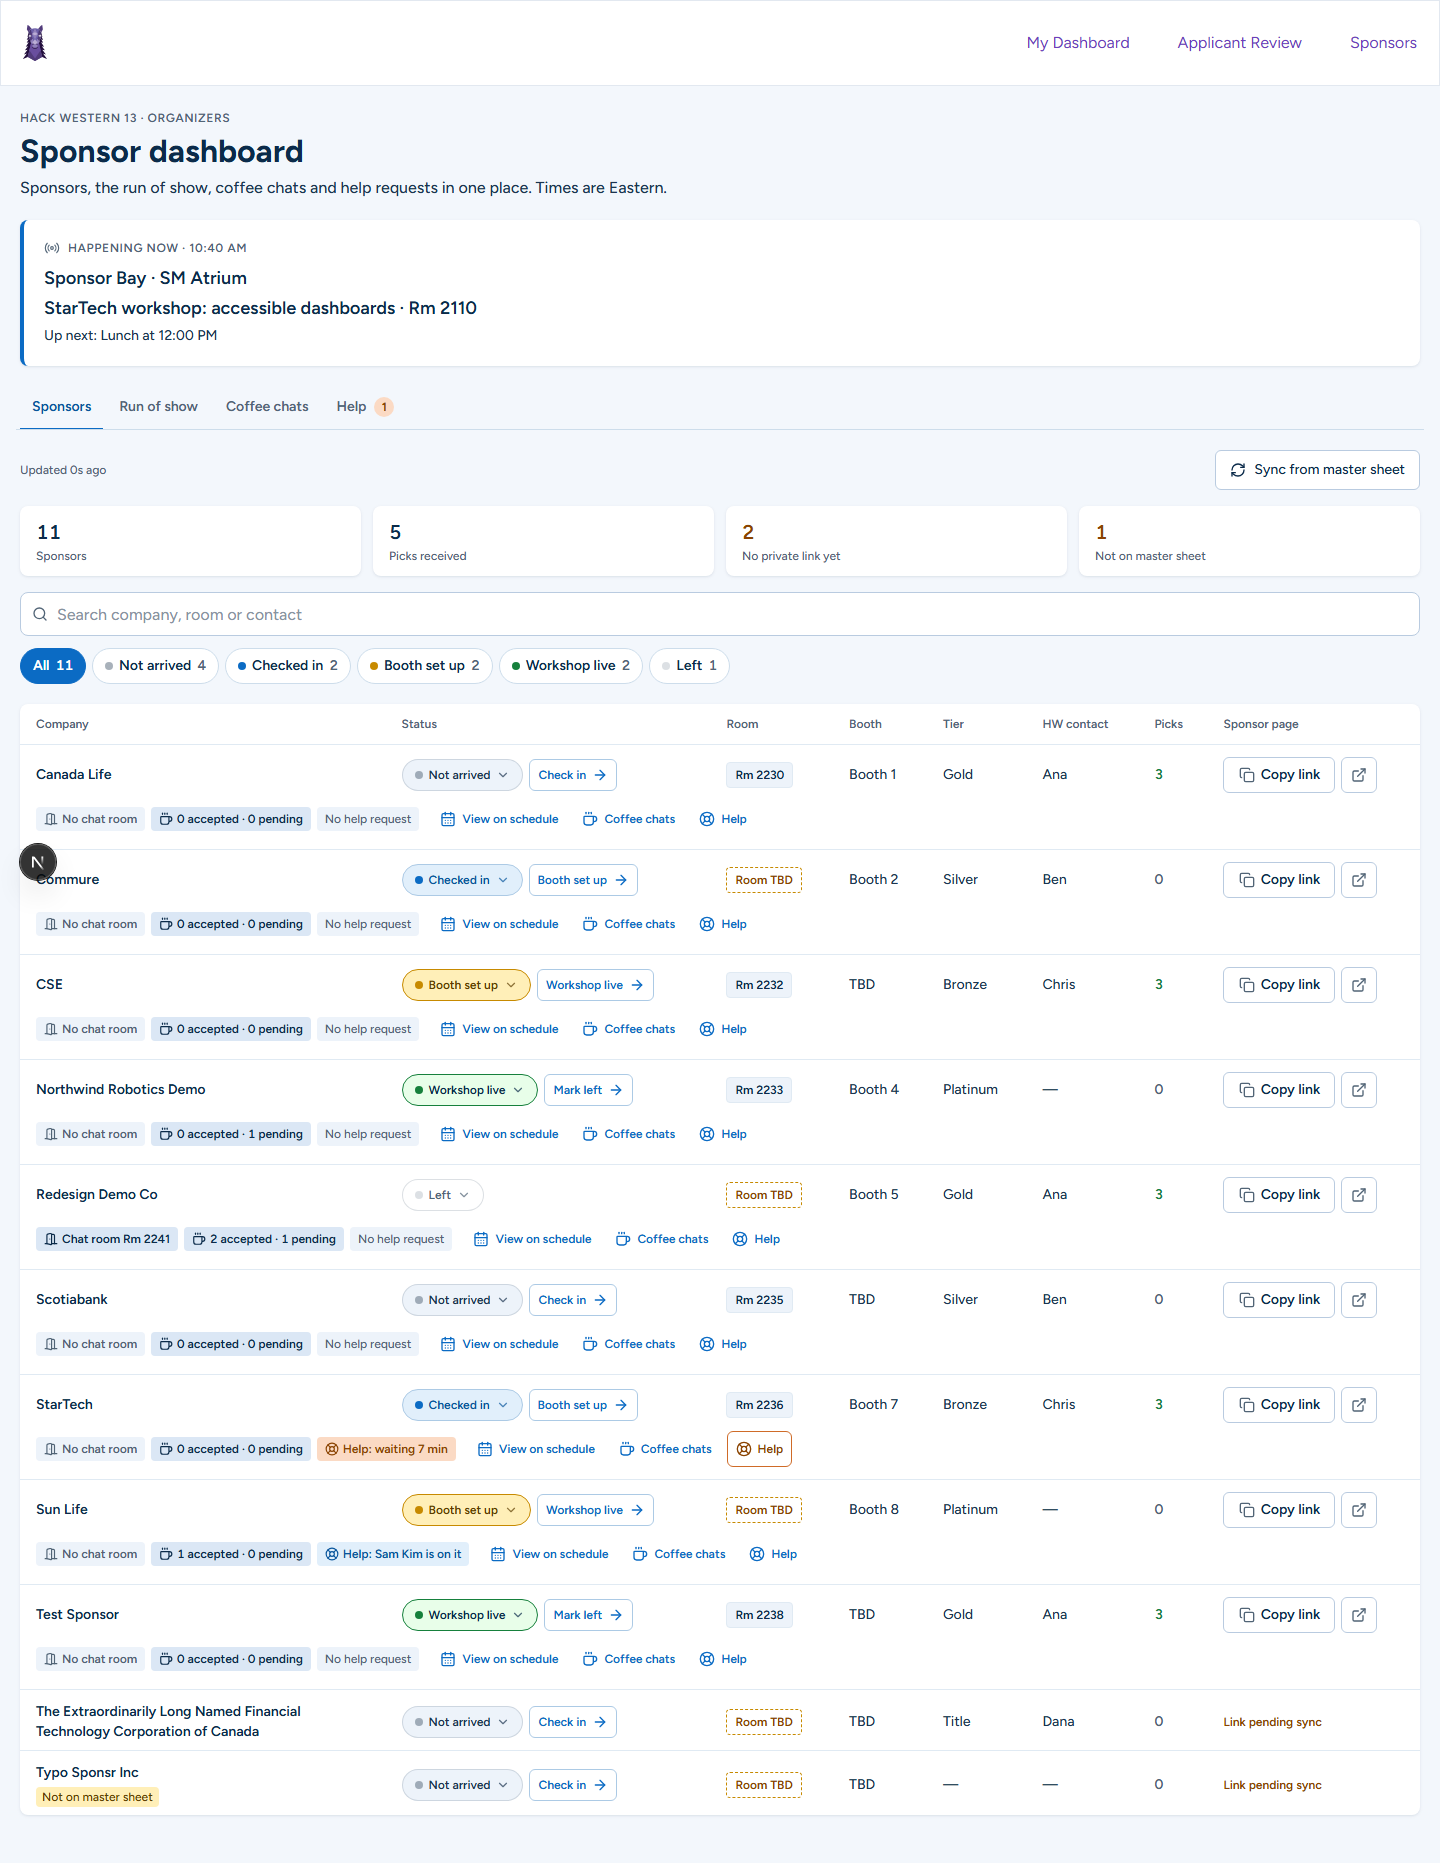 My Dashboard Applicant Review Sponsors
HACK WESTERN 13 · ORGANIZERS
Sponsor dashboard
Sponsors, the run of show, coffee chats and help requests in one place. Times are Eastern.
HAPPENING NOW · 10:40 AM
Sponsor Bay · SM Atrium
StarTech workshop: accessible dashboards · Rm 2110
Up next: Lunch at 12:00 PM
Sponsors Run of show Coffee chats Help 1
Updated 0s ago Sync from master sheet
11 5 2 1
Sponsors Picks received No private link yet Not on master sheet
Search company, room or contact
All 11 Not arrived 4 Checked in 2 Booth set up 2 Workshop live 2 Left 1
Company Status Room Booth Tier HW contact Picks Sponsor page
Canada Life Not arrived Check in Rm 2230 Booth 1 Gold Ana 3 Copy link
No chat room 0 accepted · 0 pending No help request View on schedule Coffee chats Help
N
Commure Checked in Booth set up Room TBD Booth 2 Silver Ben 0 Copy link
No chat room 0 accepted · 0 pending No help request View on schedule Coffee chats Help
CSE Booth set up Workshop live Rm 2232 TBD Bronze Chris 3 Copy link
No chat room 0 accepted · 0 pending No help request View on schedule Coffee chats Help
Northwind Robotics Demo Workshop live Mark left Rm 2233 Booth 4 Platinum — 0 Copy link
No chat room 0 accepted · 1 pending No help request View on schedule Coffee chats Help
Redesign Demo Co Left Room TBD Booth 5 Gold Ana 3 Copy link
Chat room Rm 2241 2 accepted · 1 pending No help request View on schedule Coffee chats Help
Scotiabank Not arrived Check in Rm 2235 TBD Silver Ben 0 Copy link
No chat room 0 accepted · 0 pending No help request View on schedule Coffee chats Help
StarTech Checked in Booth set up Rm 2236 Booth 7 Bronze Chris 3 Copy link
No chat room 0 accepted · 0 pending Help: waiting 7 min View on schedule Coffee chats Help
Sun Life Booth set up Workshop live Room TBD Booth 8 Platinum — 0 Copy link
No chat room 1 accepted · 0 pending Help: Sam Kim is on it View on schedule Coffee chats Help
Test Sponsor Workshop live Mark left Rm 2238 TBD Gold Ana 3 Copy link
No chat room 0 accepted · 0 pending No help request View on schedule Coffee chats Help
The Extraordinarily Long Named Financial
Technology Corporation of Canada Not arrived Check in Room TBD TBD Title Dana 0 Link pending sync
Typo Sponsr Inc Not arrived Check in Room TBD TBD — — 0 Link pending sync
Not on master sheet